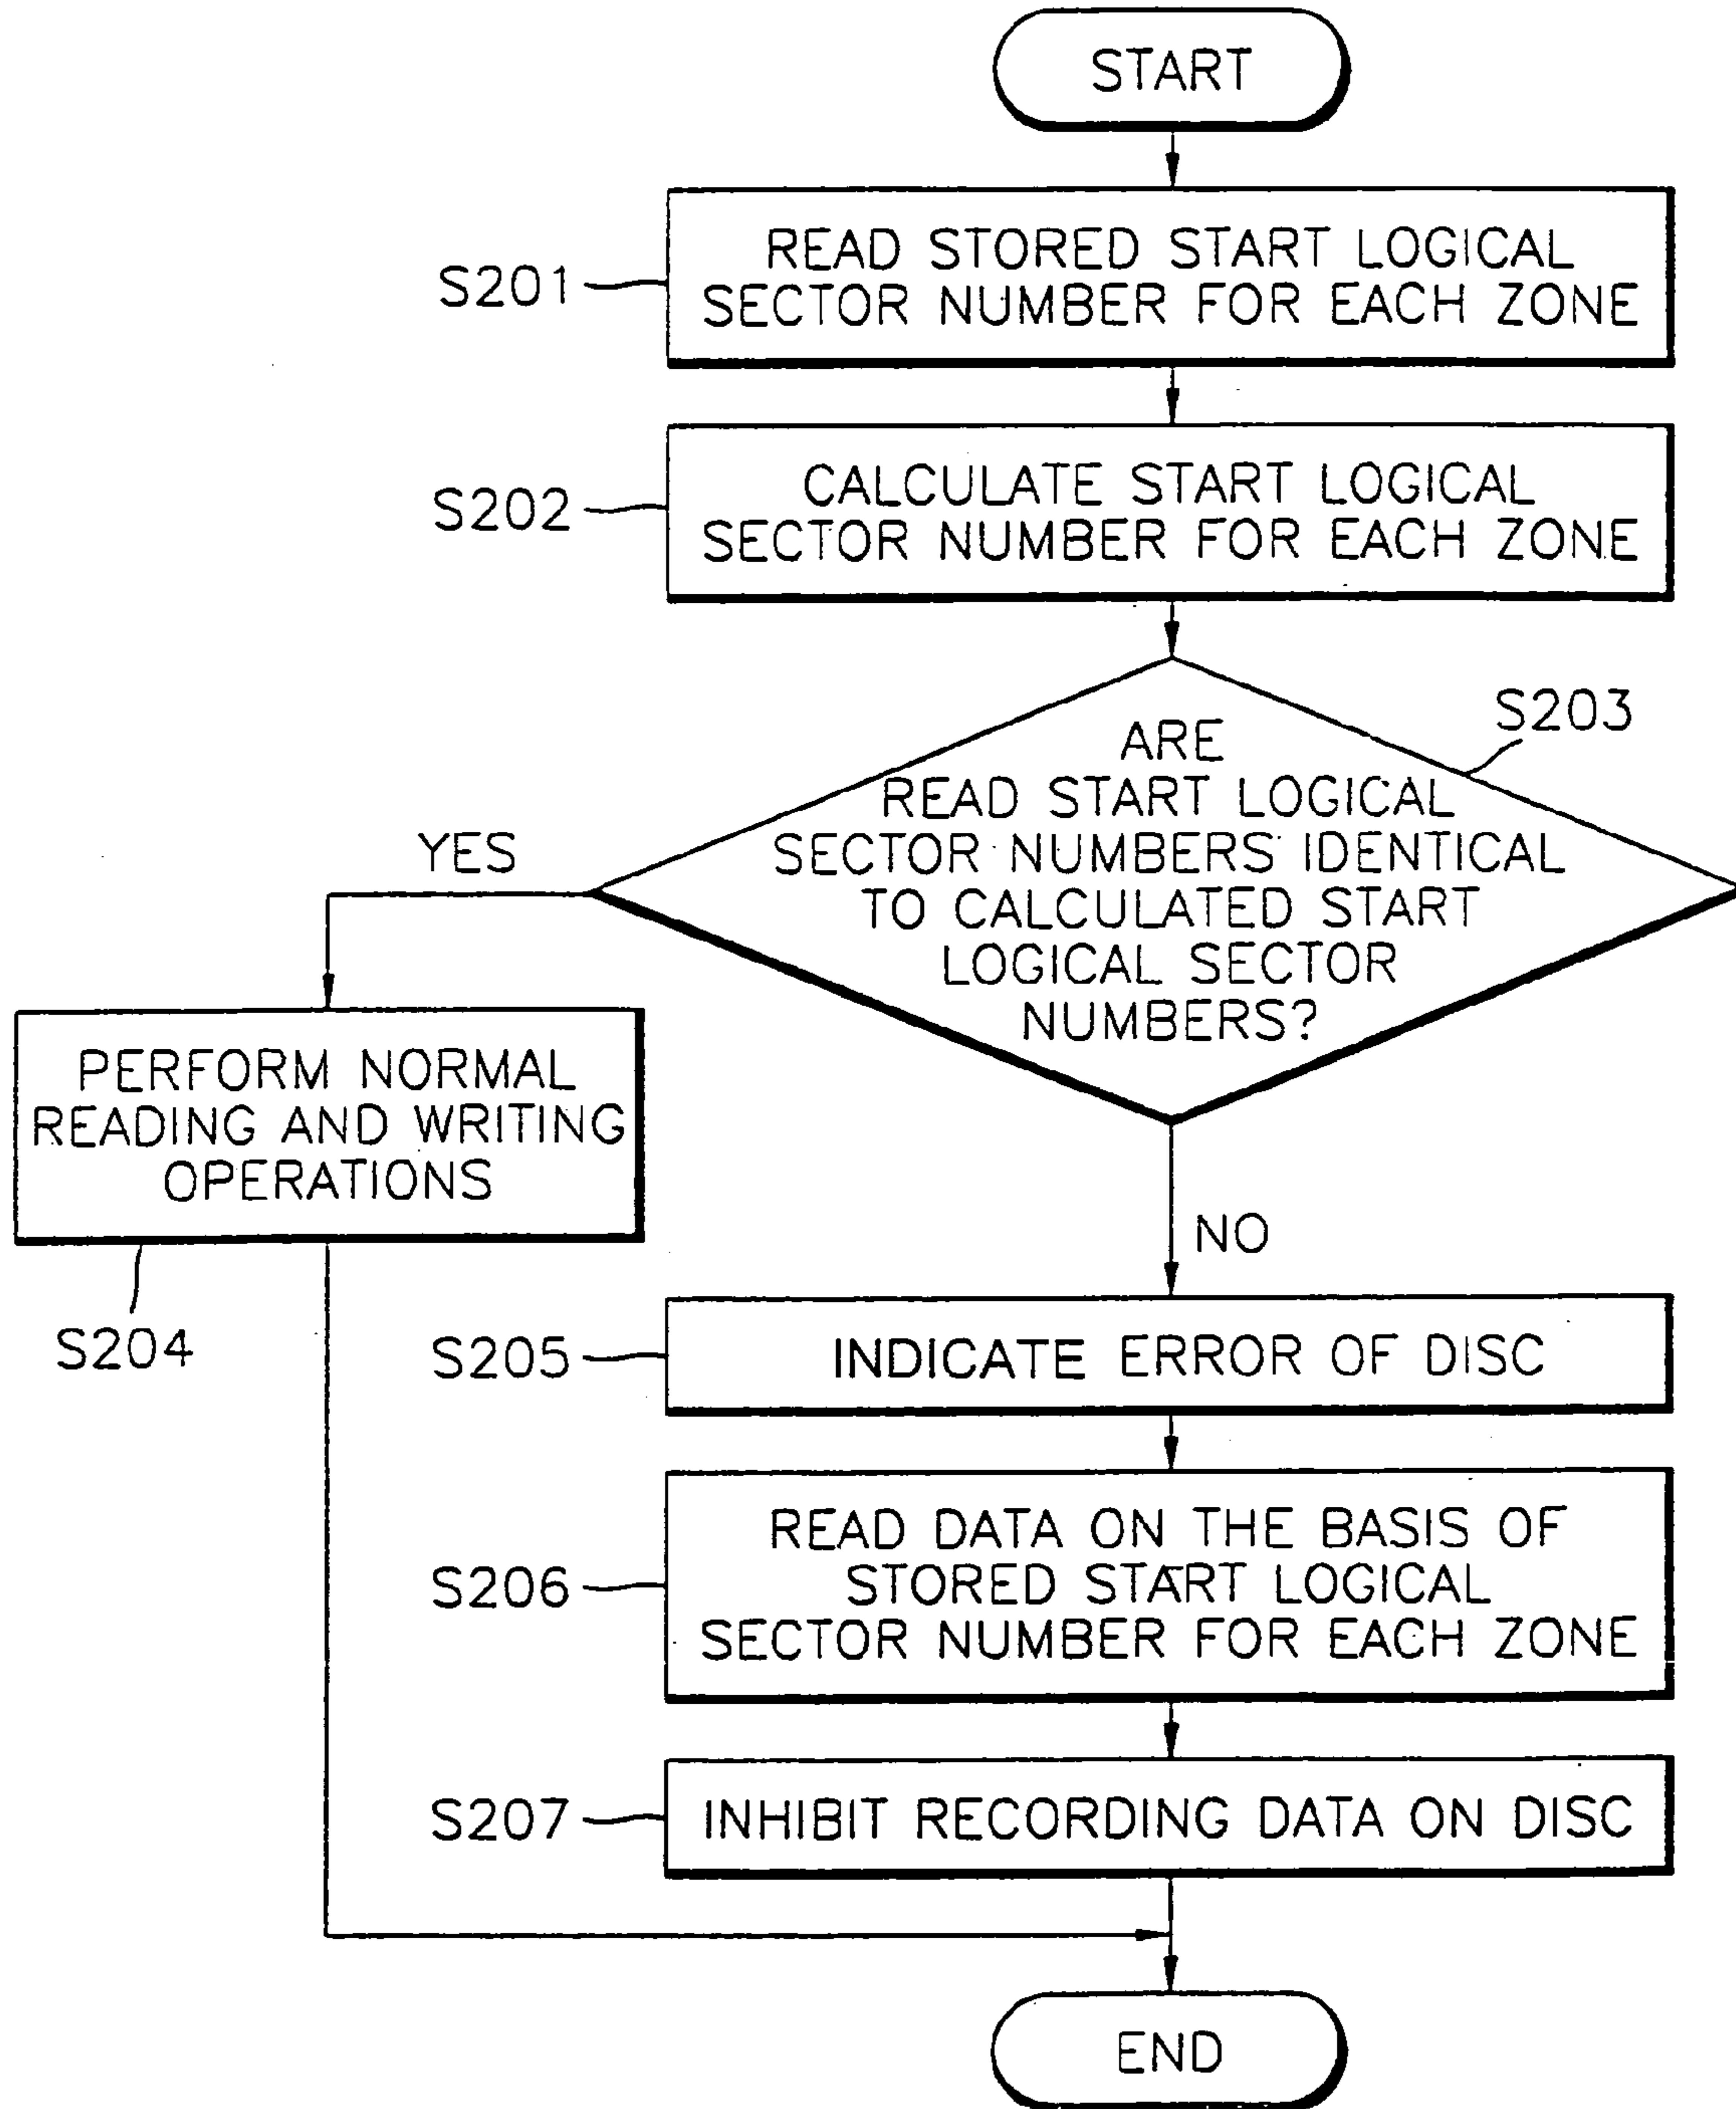 START
S201
READ STORED START LOGICAL
SECTOR NUMBER FOR EACH ZONE
S202
CALCULATE START LOGICAL
SECTOR NUMBER FOR EACH ZONE
S203
ARE
READ START LOGICAL
SECTOR NUMBERS IDENTICAL
TO CALCULATED START
LOGICAL SECTOR
NUMBERS?
YES
PERFORM NORMAL
READING AND WRITING
OPERATIONS
S204
NO
S205
INDICATE ERROR OF DISC
S206
READ DATA ON THE BASIS OF
STORED START LOGICAL
SECTOR NUMBER FOR EACH ZONE
S207
INHIBIT RECORDING DATA ON DISC
END